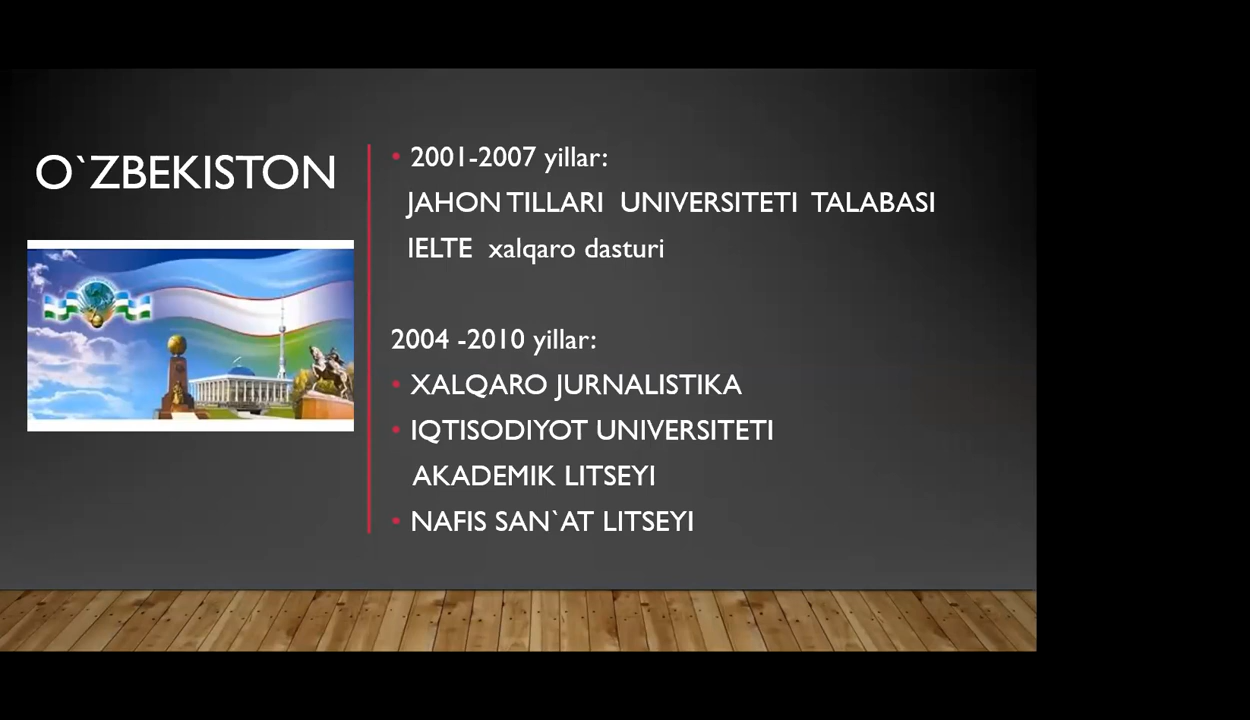 O`ZBEKISTON
2001-2007 yillar:
JAHON TILLARI UNIVERSITETI TALABASI
IELTE xalqaro dasturi
2004 -2010 yillar:
XALQARO JURNALISTIKA
IQTISODIYOT UNIVERSITETI
AKADEMIK LITSEYI
NAFIS SAN`AT LITSEYI